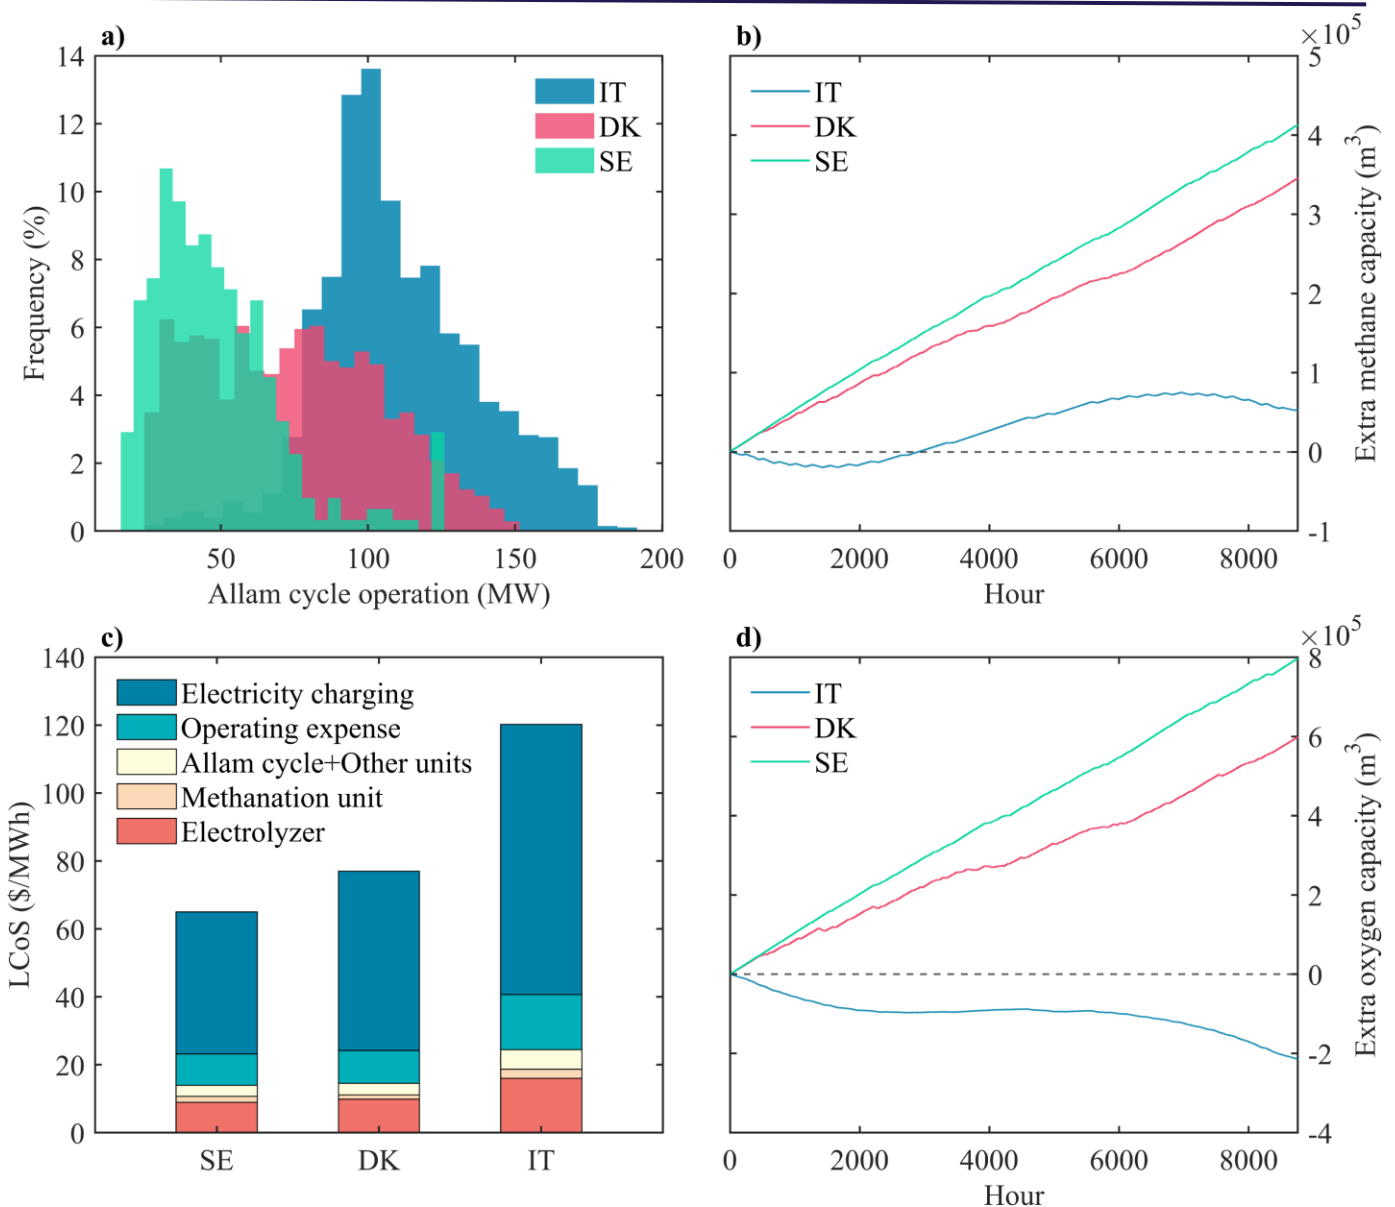 a)
14
12
10
8
6
4
2
0
Frequency (%)
IT
DK
SE
50 100 150 200
Allam cycle operation (MW)
b)
×10^5
IT
DK
SE
5
4
3
2
1
0
-1
Extra methane capacity (m^3)
0 2000 4000 6000 8000
Hour
c)
140
120
100
80
60
40
20
0
LCoS ($/MWh)
Electricity charging
Operating expense
Allam cycle+Other units
Methanation unit
Electrolyzer
SE DK IT
d)
×10^5
IT
DK
SE
8
6
4
2
0
-2
-4
Extra oxygen capacity (m^3)
0 2000 4000 6000 8000
Hour